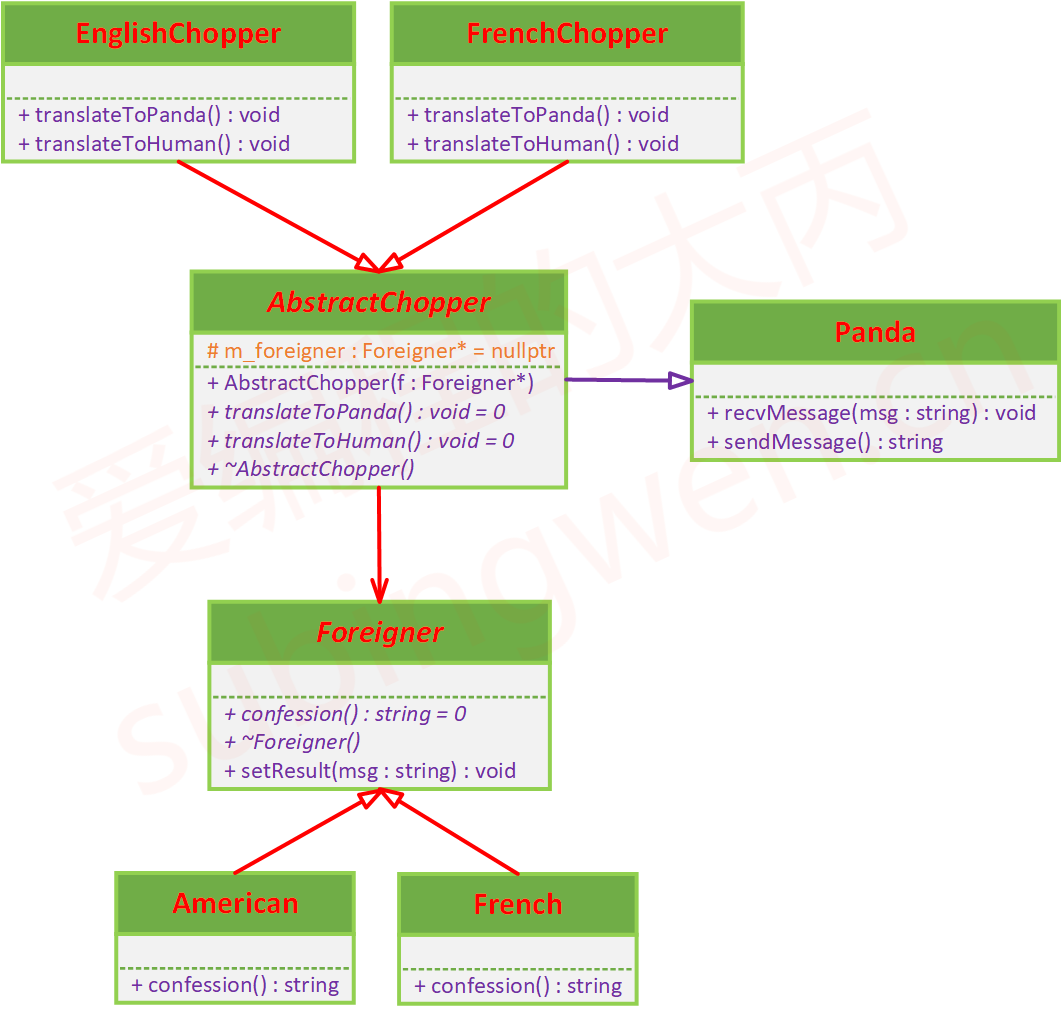 EnglishChopper
+ translateToPanda() : void
+ translateToHuman() : void
FrenchChopper
+ translateToPanda() : void
+ translateToHuman() : void
AbstractChopper
# m_foreigner : Foreigner* = nullptr
+ AbstractChopper(f : Foreigner*)
+ translateToPanda() : void = 0
+ translateToHuman() : void = 0
+ ~AbstractChopper()
Panda
+ recvMessage(msg : string) : void
+ sendMessage() : string
Foreigner
+ confession() : string = 0
+ ~Foreigner()
+ setResult(msg : string) : void
American
+ confession() : string
French
+ confession() : string
爱编程的大丙
subingwen.cn